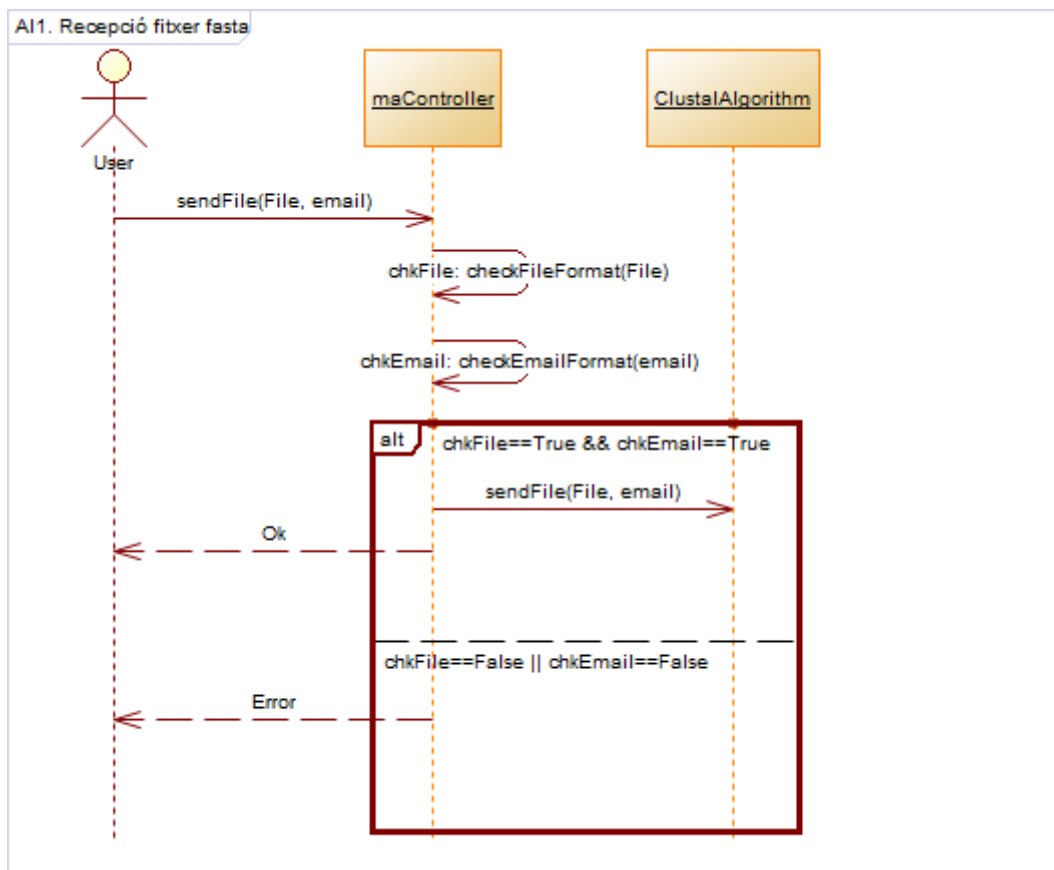 AI1. Recepció fitxer fasta
maController
ClustalAlgorithm
User
sendFile(File, email)
chkFile: checkFileFormat(File)
chkEmail: checkEmailFormat(email)
alt
chkFile==True && chkEmail==True
sendFile(File, email)
Ok
chkFile==False || chkEmail==False
Error